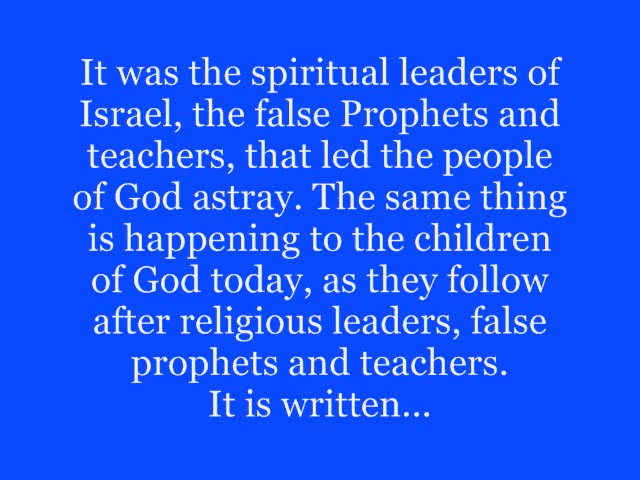 It was the spiritual leaders of
Israel, the false Prophets and
teachers, that led the people
of God astray. The same thing
is happening to the children
of God today, as they follow
after religious leaders, false
prophets and teachers.
It is written...